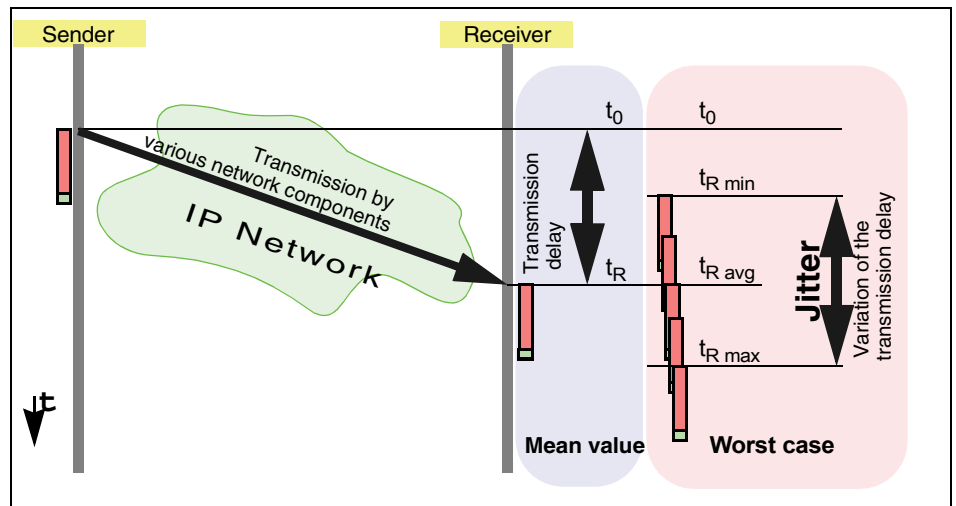 Sender
Receiver
t0
t0
Transmission by
various network components
IP Network
Transmission
delay
tR min
tR
tR avg
Jitter
Variation of the
transmission delay
tR max
t
Mean value
Worst case